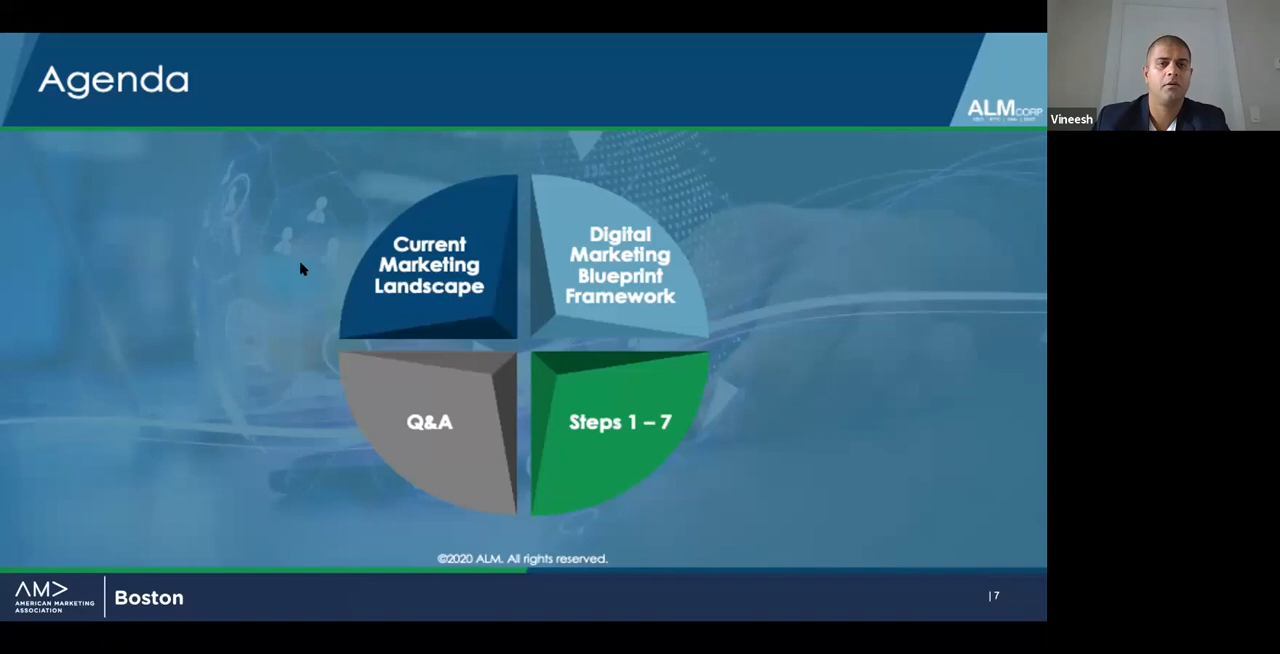 Agenda
ALM CORP
Vineesh
Current
Marketing
Landscape
Digital
Marketing
Blueprint
Framework
Q&A
Steps 1 – 7
©2020 ALM. All rights reserved.
AMA
AMERICAN MARKETING
ASSOCIATION
Boston
| 7